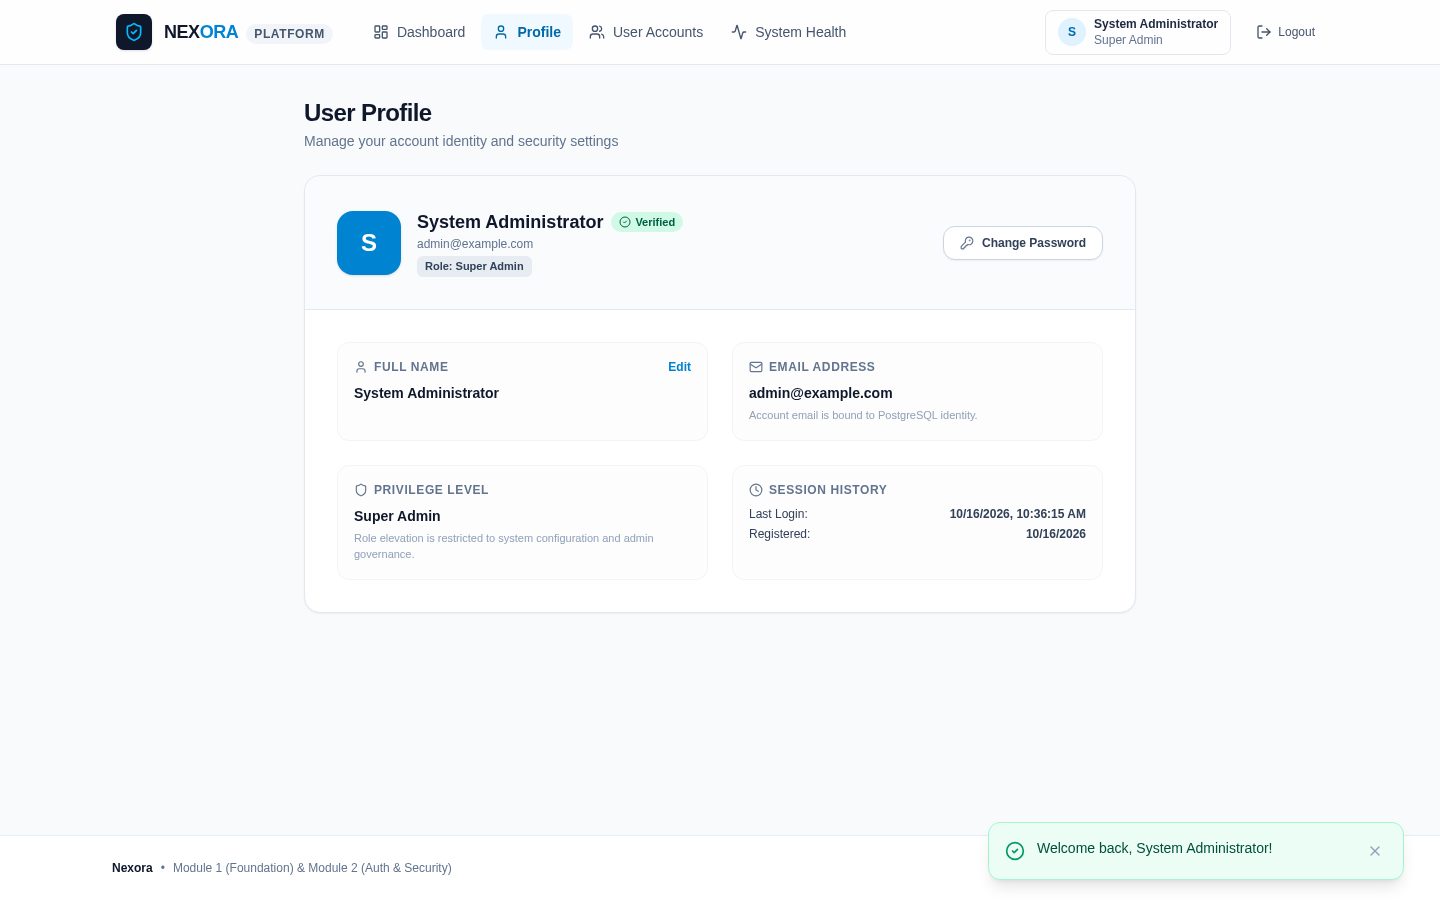 NEXORA PLATFORM Dashboard Profile User Accounts System Health S System Administrator Super Admin Logout
User Profile
Manage your account identity and security settings
S
System Administrator Verified
admin@example.com
Role: Super Admin
Change Password
FULL NAME Edit
System Administrator
EMAIL ADDRESS
admin@example.com
Account email is bound to PostgreSQL identity.
PRIVILEGE LEVEL
Super Admin
Role elevation is restricted to system configuration and admin
governance.
SESSION HISTORY
Last Login: 10/16/2026, 10:36:15 AM
Registered: 10/16/2026
Nexora • Module 1 (Foundation) & Module 2 (Auth & Security)
Welcome back, System Administrator!